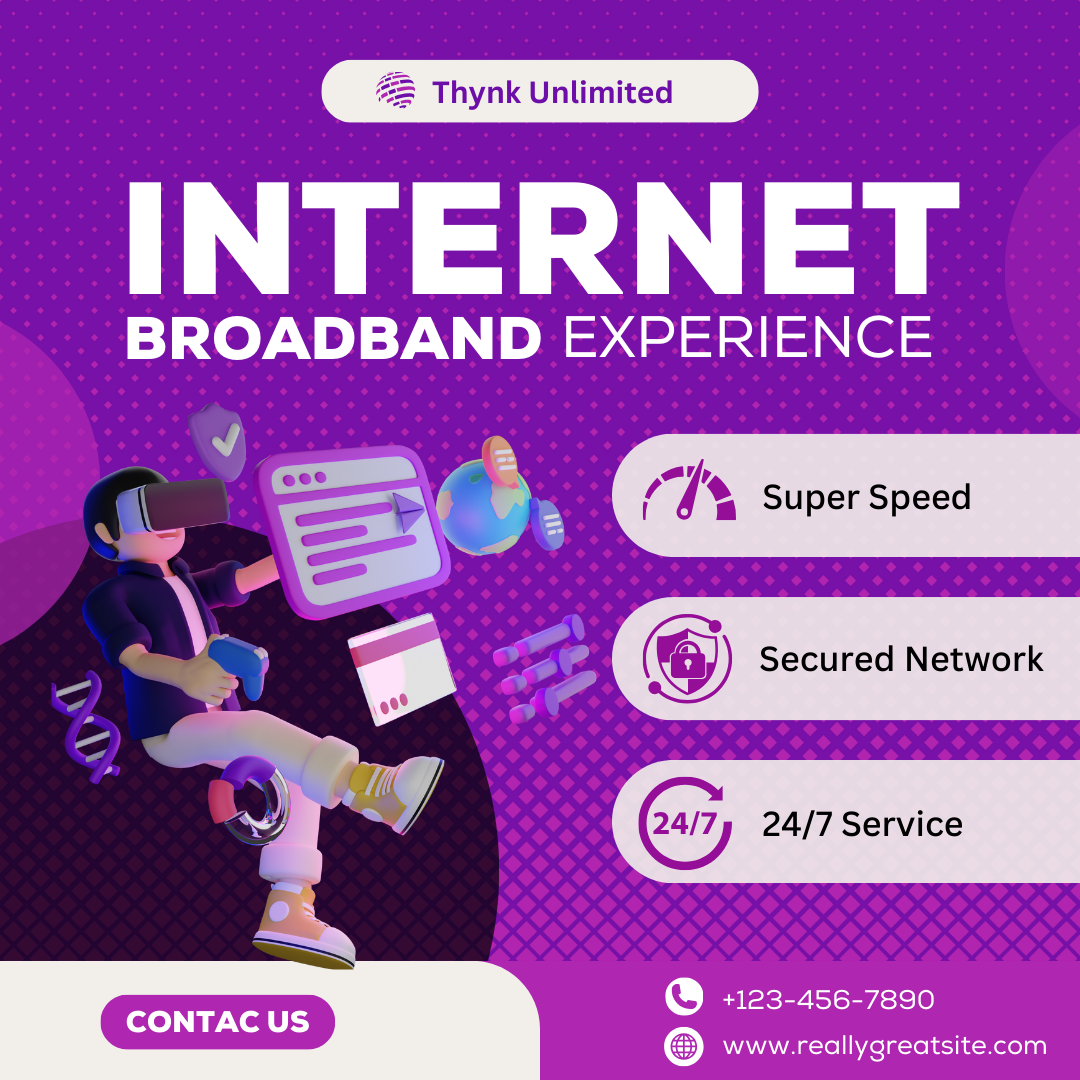 Thynk Unlimited
INTERNET
BROADBAND EXPERIENCE
Super Speed
Secured Network
24/7
24/7 Service
CONTAC US
+123-456-7890
www.reallygreatsite.com